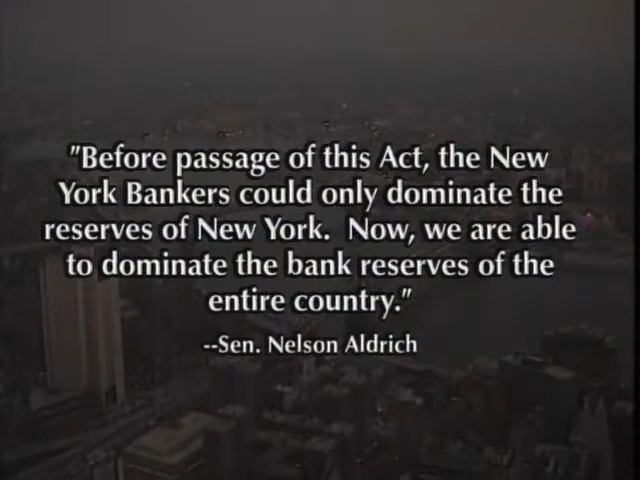 "Before passage of this Act, the New
York Bankers could only dominate the
reserves of New York.  Now, we are able
to dominate the bank reserves of the
entire country."
--Sen. Nelson Aldrich